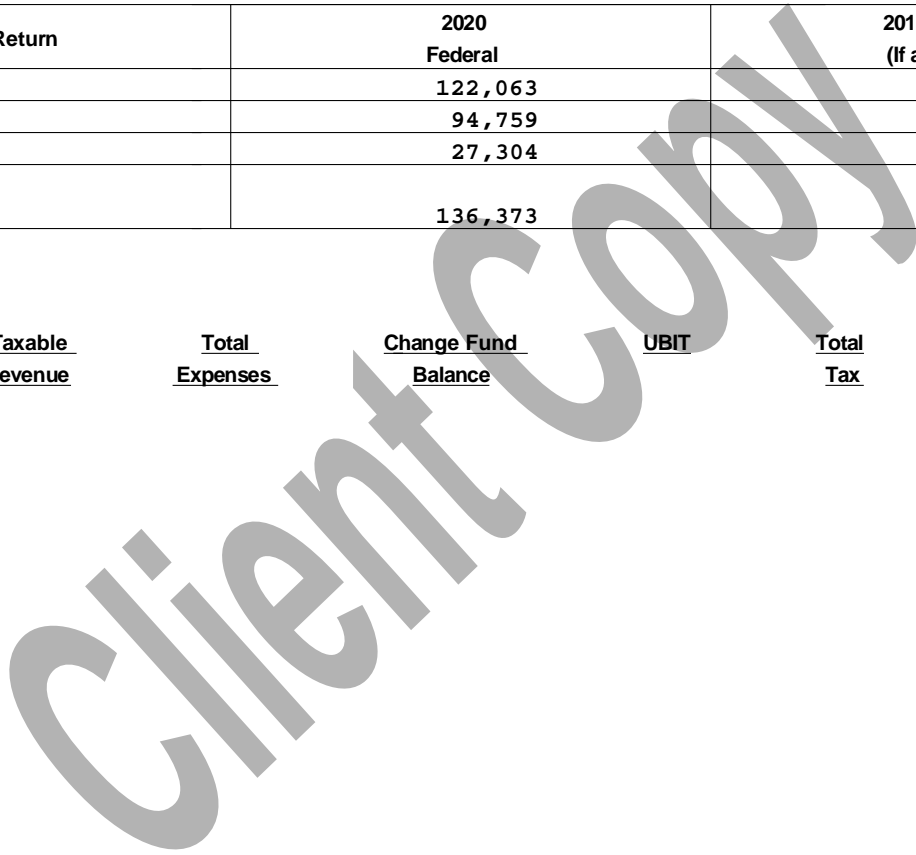 Return 2020 201
Federal (If a
122,063
94,759
27,304
136,373
Taxable Total Change Fund UBIT Total
evenue Expenses Balance Tax
Client Copy